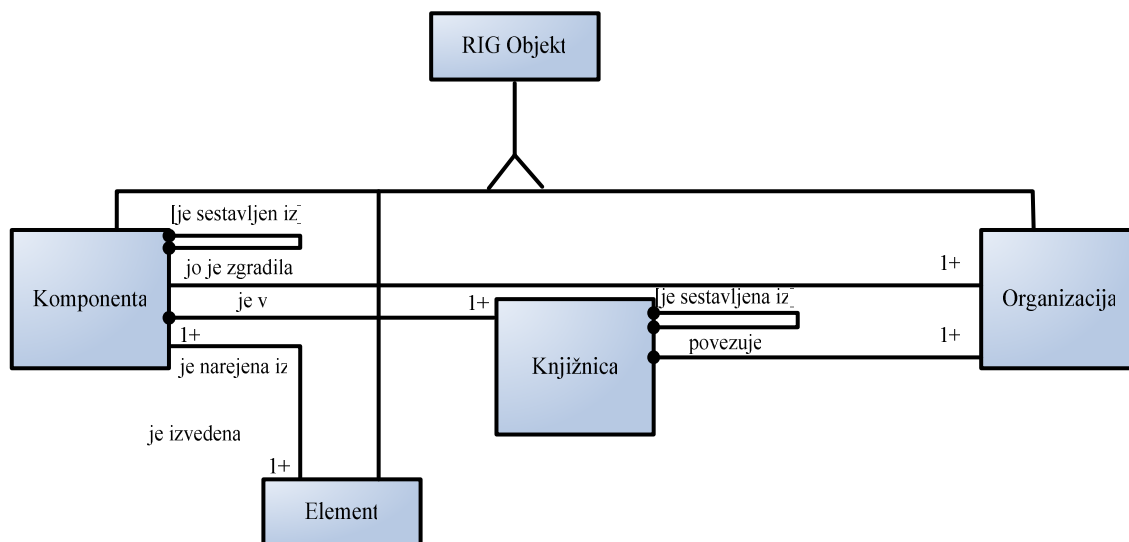 RIG Objekt
[je sestavljen iz]
jo je zgradila
1+
Komponenta
Organizacija
je v
1+
[je sestavljena iz]
1+
je narejena iz
povezuje
1+
Knjižnica
je izvedena
1+
Element